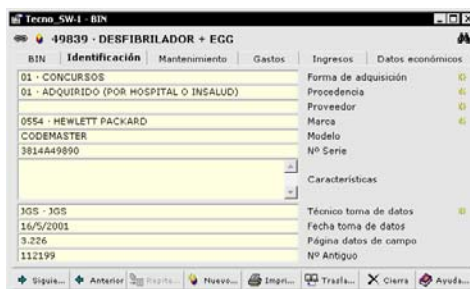 Tecno_SW-I - BIN
49839 - DESFIBRILADOR + EGG
BIN Identificación Mantenimiento Gastos Ingresos Datos económicos
01 - CONCURSOS Forma de adquisición
01 - ADQUIRIDO (POR HOSPITAL O INSALUD) Procedencia
Proveedor
0554 - HEWLETT PACKARD Marca
CODEMASTER Modelo
3814A49890 Nº Serie
Características
JGS - JGS Técnico toma de datos
16/5/2001 Fecha toma de datos
3.226 Página datos de campo
112199 Nº Antiguo
Siguie... Anterior Repite... Nuevo... Impri... Trasla... Cierra Ayuda...